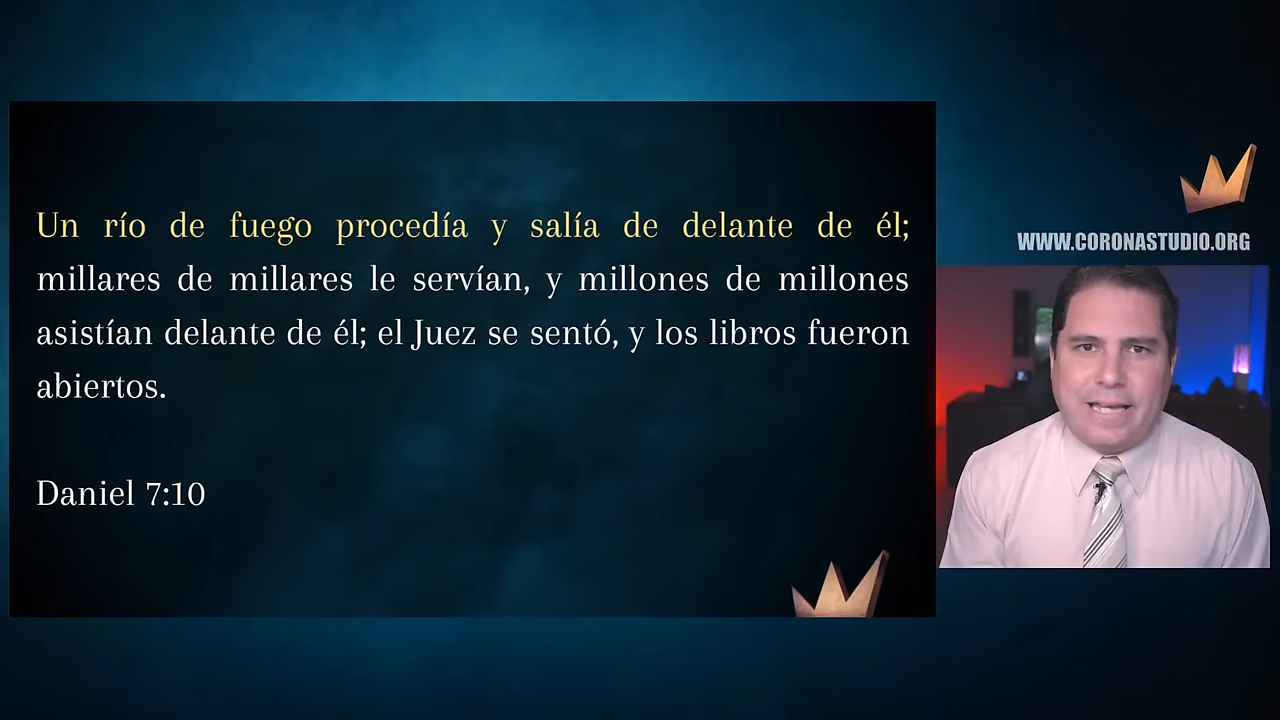 Un río de fuego procedía y salía de delante de él;
millares de millares le servían, y millones de millones
asistían delante de él; el Juez se sentó, y los libros fueron
abiertos.
Daniel 7:10
WWW.CORONASTUDIO.ORG